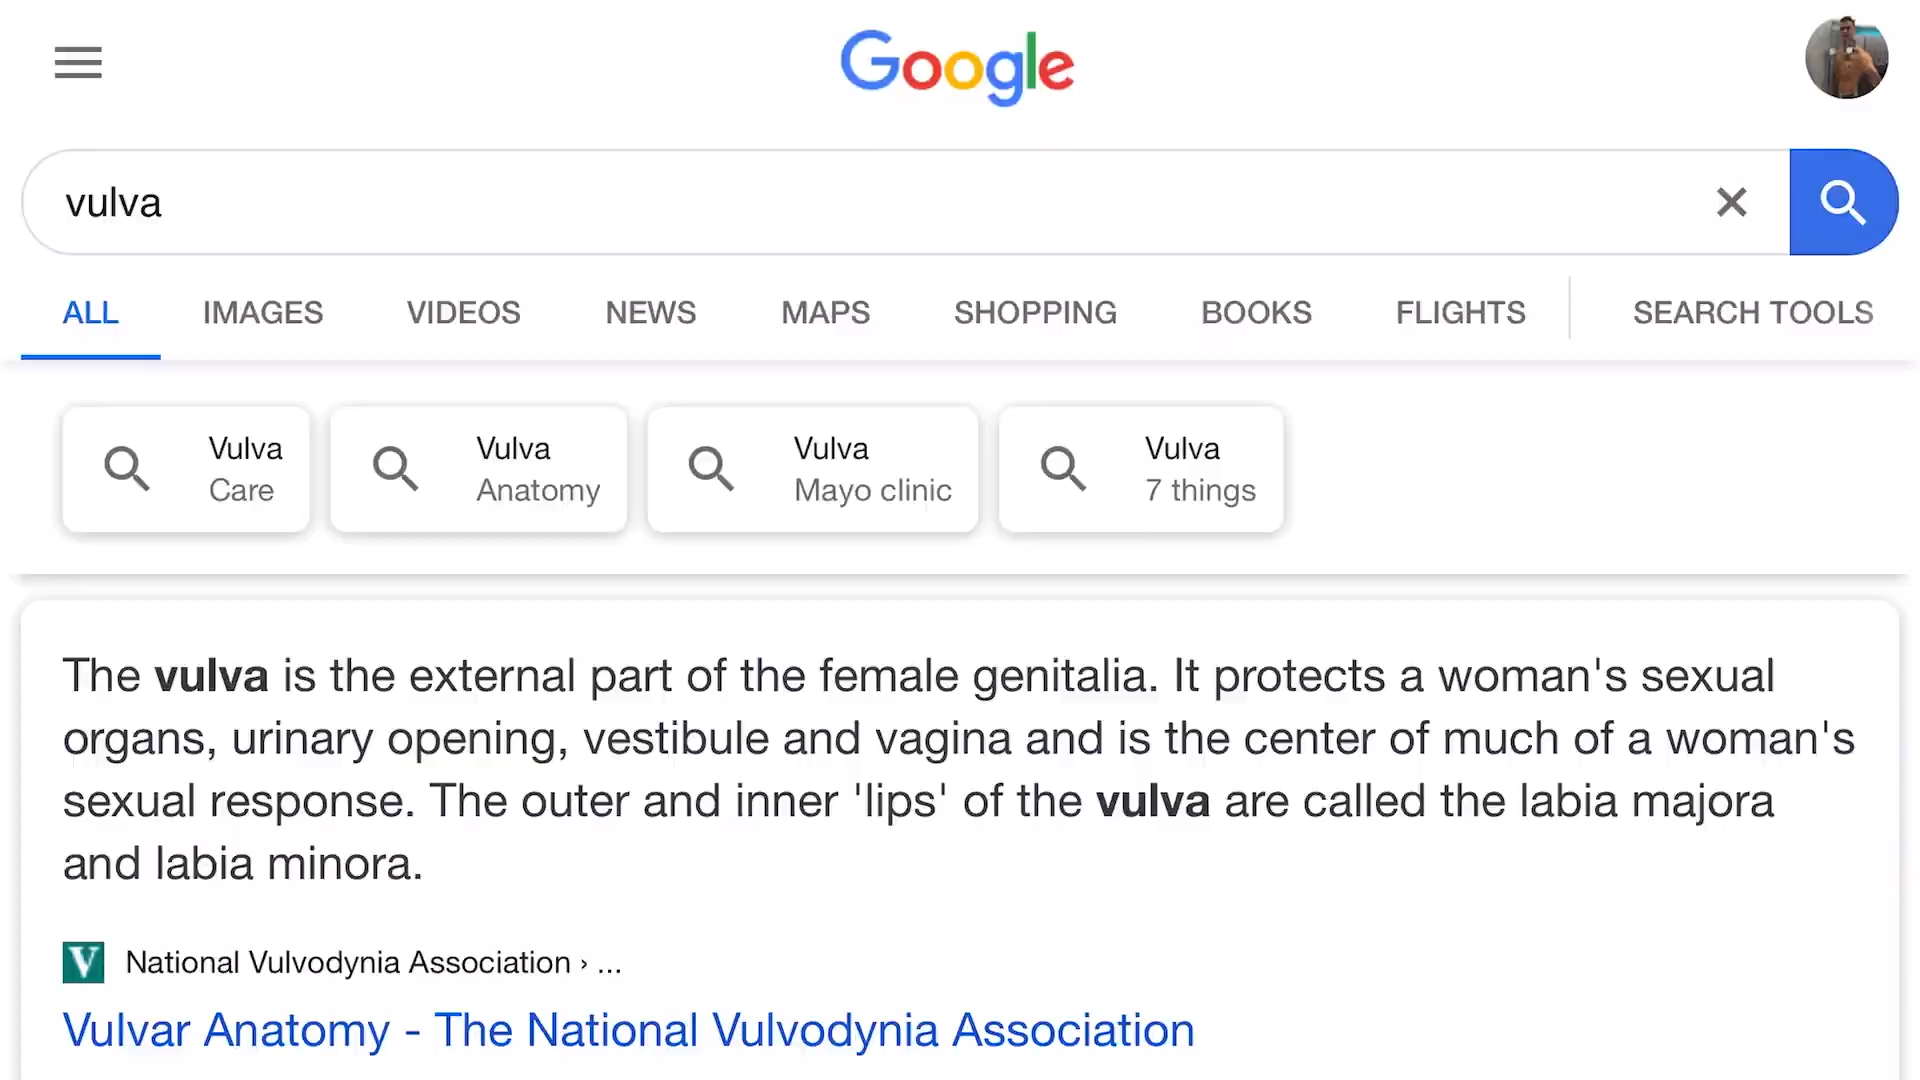 Google
vulva
ALL IMAGES VIDEOS NEWS MAPS SHOPPING BOOKS FLIGHTS SEARCH TOOLS
Vulva
Care
Vulva
Anatomy
Vulva
Mayo clinic
Vulva
7 things
The vulva is the external part of the female genitalia. It protects a woman's sexual
organs, urinary opening, vestibule and vagina and is the center of much of a woman's
sexual response. The outer and inner 'lips' of the vulva are called the labia majora
and labia minora.
V National Vulvodynia Association › ...
Vulvar Anatomy - The National Vulvodynia Association